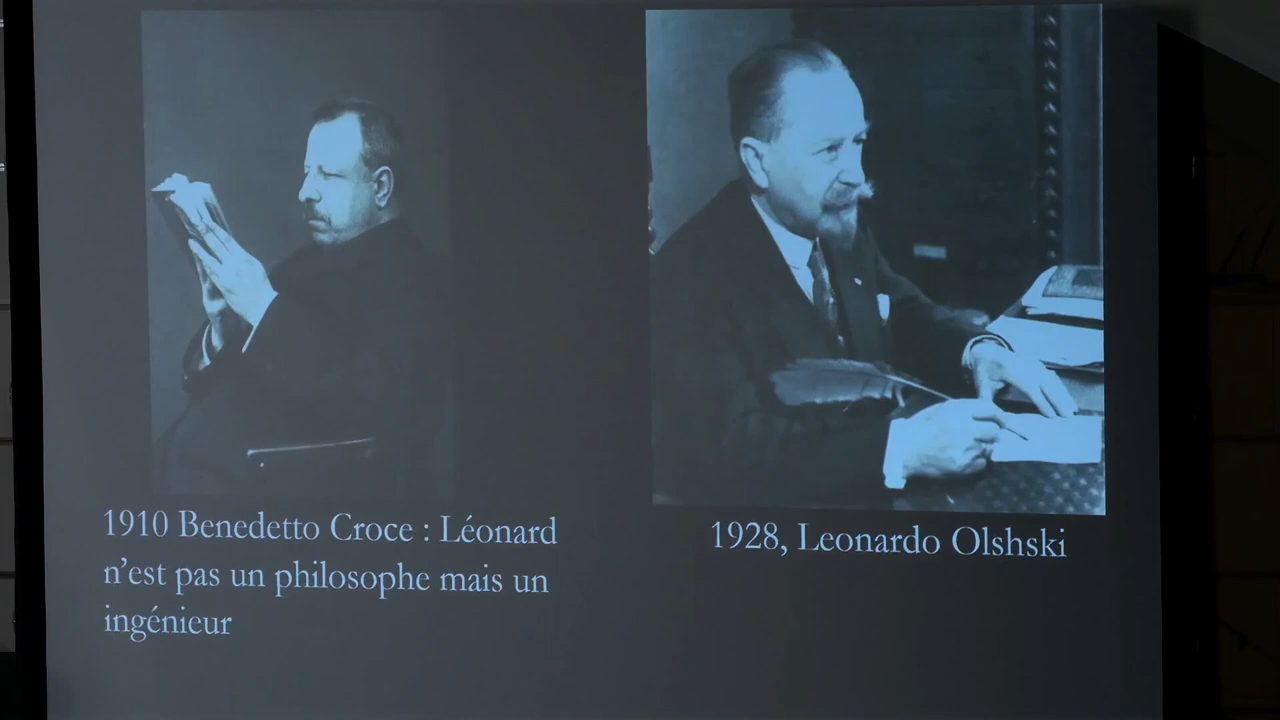 1910 Benedetto Croce : Léonard
n'est pas un philosophe mais un
ingénieur
1928, Leonardo Olshski